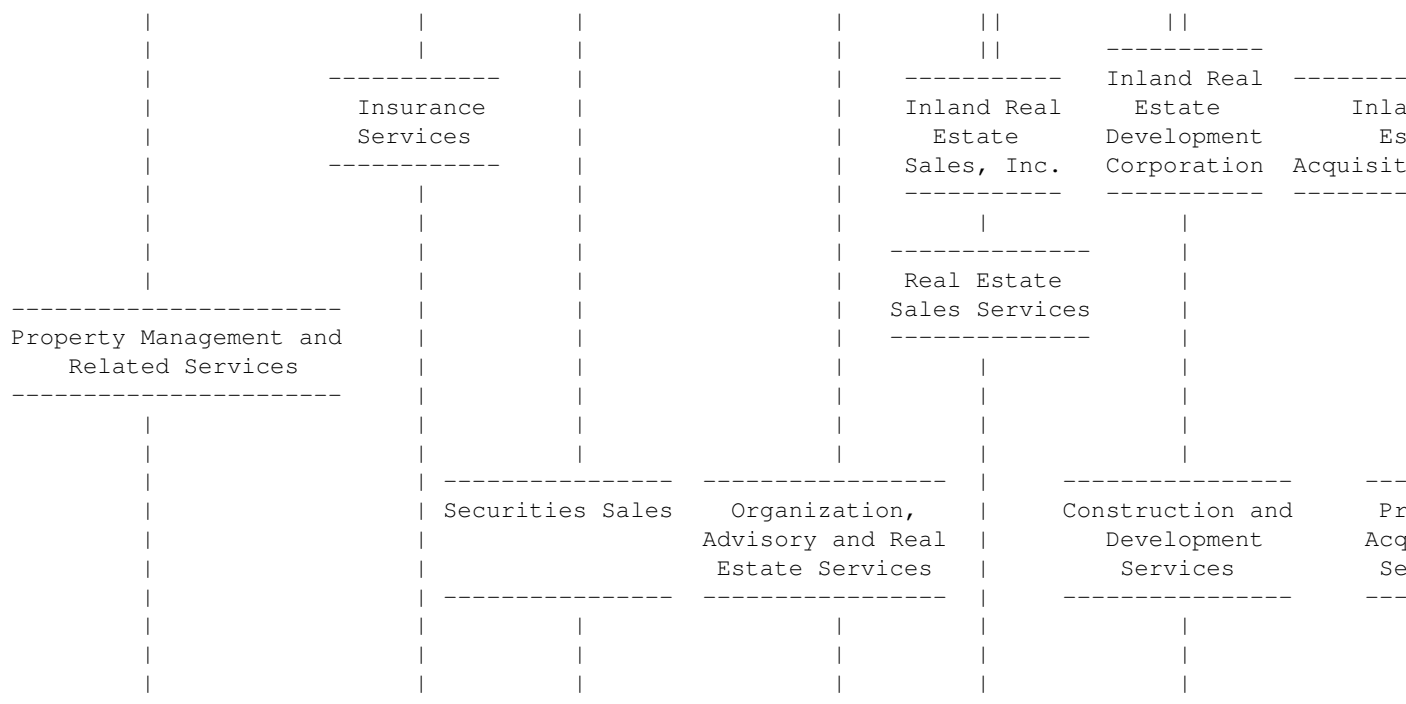 Inland Real
Insurance Inland Real Estate
Services Estate Development
Sales, Inc. Corporation
Real Estate
Sales Services
Property Management and
Related Services
Securities Sales Organization, Construction and
Advisory and Real Development
Estate Services Services